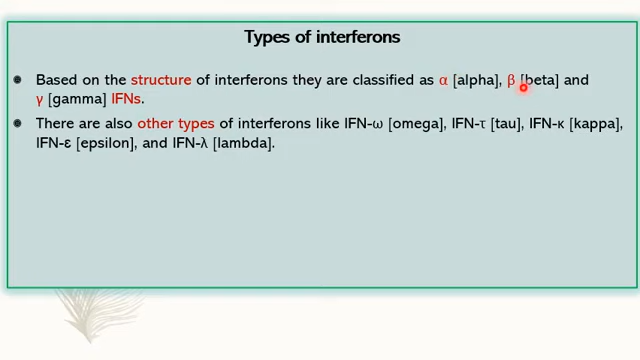 Types of interferons
Based on the structure of interferons they are classified as α [alpha], β [beta] and
γ [gamma] IFNs.
There are also other types of interferons like IFN-ω [omega], IFN-τ [tau], IFN-κ [kappa],
IFN-ε [epsilon], and IFN-λ [lambda].